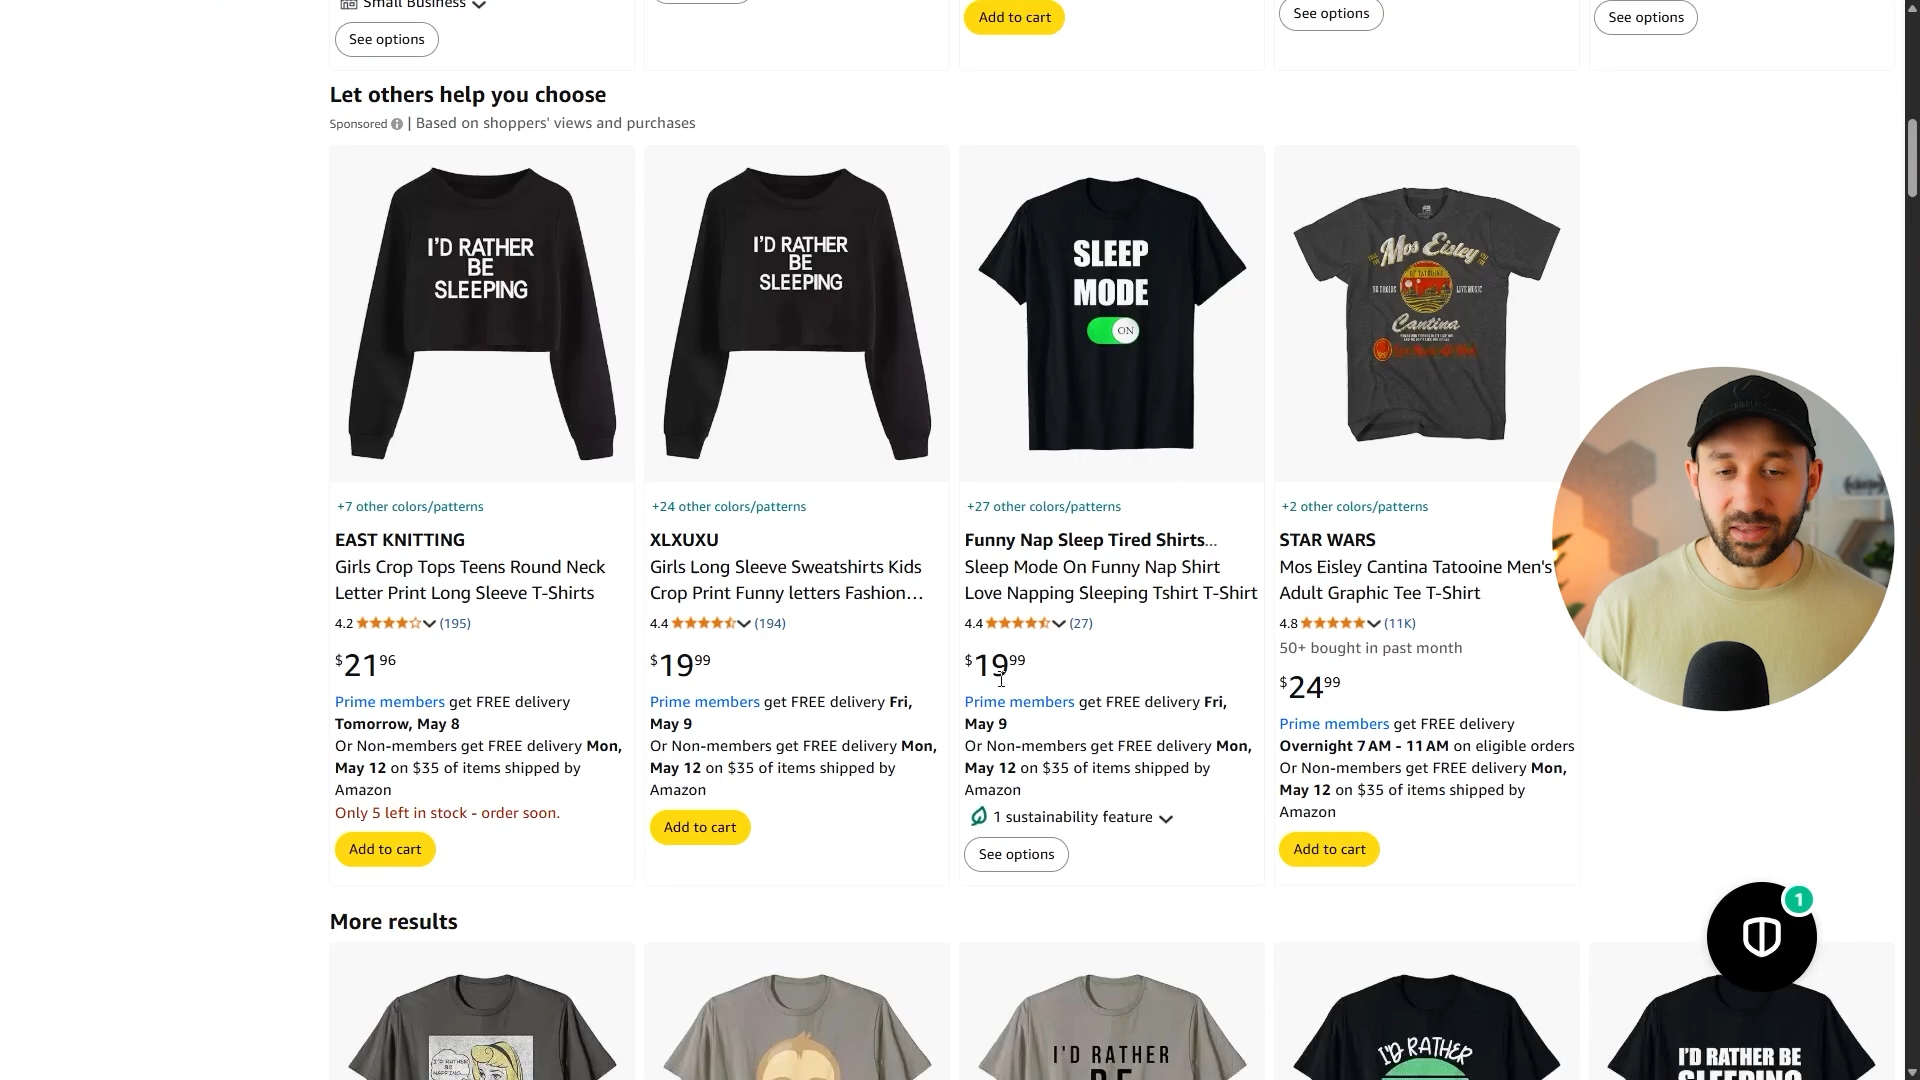 Small Business
See options
Add to cart
See options
See options
Let others help you choose
Sponsored | Based on shoppers' views and purchases
I'D RATHER
BE
SLEEPING
I'D RATHER
BE
SLEEPING
SLEEP
MODE
ON
Mos Eisley
OF TATOOINE
NO DROIDS
LIVE MUSIC
Cantina
+7 other colors/patterns
EAST KNITTING
Girls Crop Tops Teens Round Neck
Letter Print Long Sleeve T-Shirts
4.2 (195)
$21 96
Prime members get FREE delivery
Tomorrow, May 8
Or Non-members get FREE delivery Mon,
May 12 on $35 of items shipped by
Amazon
Only 5 left in stock - order soon.
Add to cart
+24 other colors/patterns
XLXUXU
Girls Long Sleeve Sweatshirts Kids
Crop Print Funny letters Fashion…
4.4 (194)
$19 99
Prime members get FREE delivery Fri,
May 9
Or Non-members get FREE delivery Mon,
May 12 on $35 of items shipped by
Amazon
Add to cart
+27 other colors/patterns
Funny Nap Sleep Tired Shirts...
Sleep Mode On Funny Nap Shirt
Love Napping Sleeping Tshirt T-Shirt
4.4 (27)
$19 99
Prime members get FREE delivery Fri,
May 9
Or Non-members get FREE delivery Mon,
May 12 on $35 of items shipped by
Amazon
1 sustainability feature
See options
+2 other colors/patterns
STAR WARS
Mos Eisley Cantina Tatooine Men's
Adult Graphic Tee T-Shirt
4.8 (11K)
50+ bought in past month
$24 99
Prime members get FREE delivery
Overnight 7 AM - 11 AM on eligible orders
Or Non-members get FREE delivery Mon,
May 12 on $35 of items shipped by
Amazon
Add to cart
1
More results
I'D RATHER
BE
NAPPING
I'D RATHER
BE
I'D RATHER
I'D RATHER BE
SLEEPING